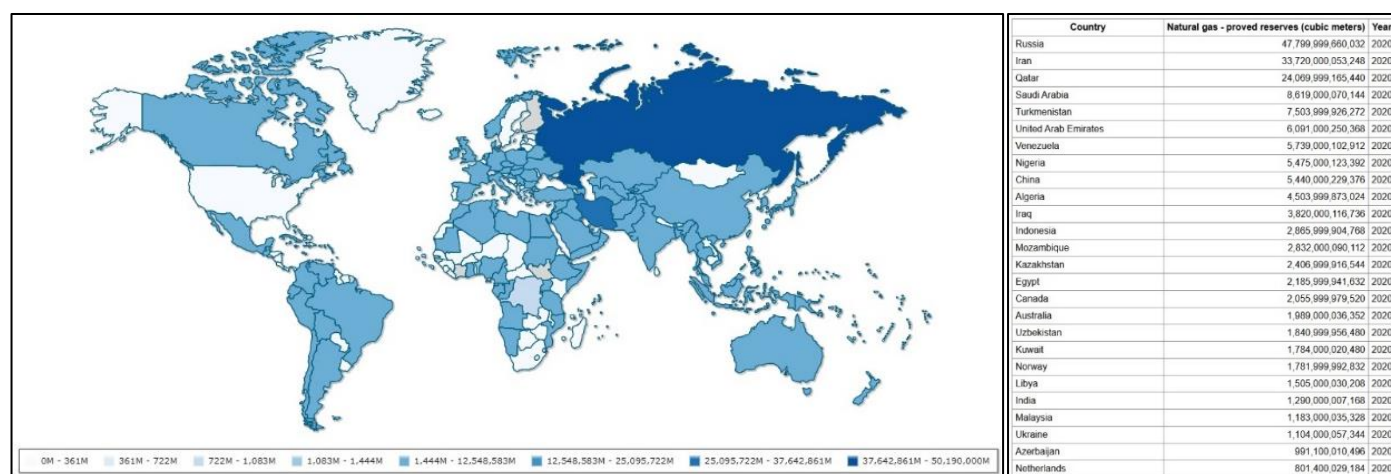 0M - 361M 361M - 722M 722M - 1,083M 1,083M - 1,444M 1,444M - 12,548,583M 12,548,583M - 25,095,722M 25,095,722M - 37,642,861M 37,642,861M - 50,190,000M
Country Natural gas - proved reserves (cubic meters) Year
Russia 47,799,999,660,032 2020
Iran 33,720,000,053,248 2020
Qatar 24,069,999,165,440 2020
Saudi Arabia 8,619,000,070,144 2020
Turkmenistan 7,503,999,926,272 2020
United Arab Emirates 6,091,000,250,368 2020
Venezuela 5,739,000,102,912 2020
Nigeria 5,475,000,123,392 2020
China 5,440,000,229,376 2020
Algeria 4,503,999,873,024 2020
Iraq 3,820,000,116,736 2020
Indonesia 2,865,999,904,768 2020
Mozambique 2,832,000,090,112 2020
Kazakhstan 2,406,999,916,544 2020
Egypt 2,185,999,941,632 2020
Canada 2,055,999,979,520 2020
Australia 1,989,000,036,352 2020
Uzbekistan 1,840,999,956,480 2020
Kuwait 1,784,000,020,480 2020
Norway 1,781,999,992,832 2020
Libya 1,505,000,030,208 2020
India 1,290,000,007,168 2020
Malaysia 1,183,000,035,328 2020
Ukraine 1,104,000,057,344 2020
Azerbaijan 991,100,010,496 2020
Netherlands 801,400,029,184 2020